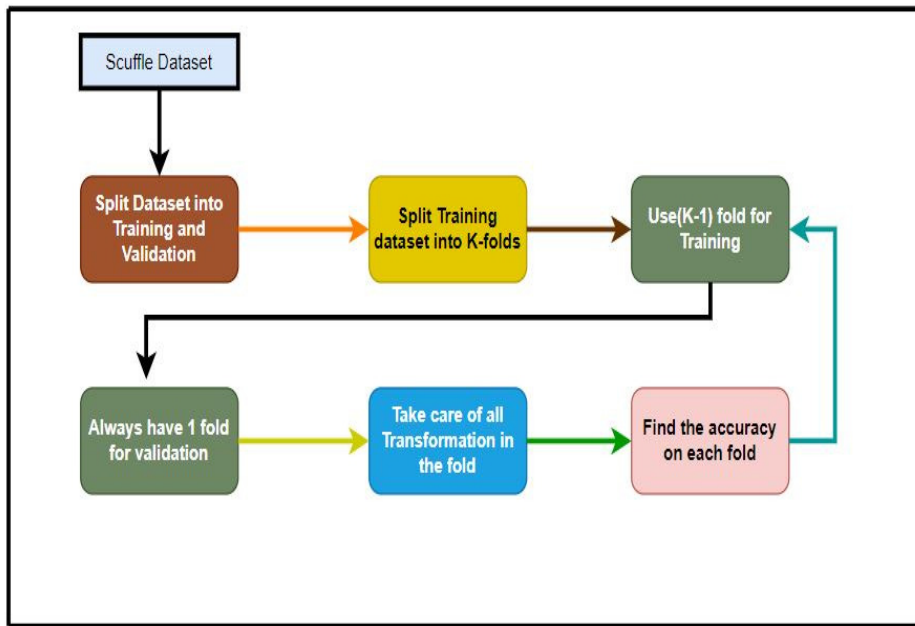 Scuffle Dataset
Split Dataset into
Training and
Validation
Split Training
dataset into K-folds
Use(K-1) fold for
Training
Always have 1 fold
for validation
Take care of all
Transformation in
the fold
Find the accuracy
on each fold